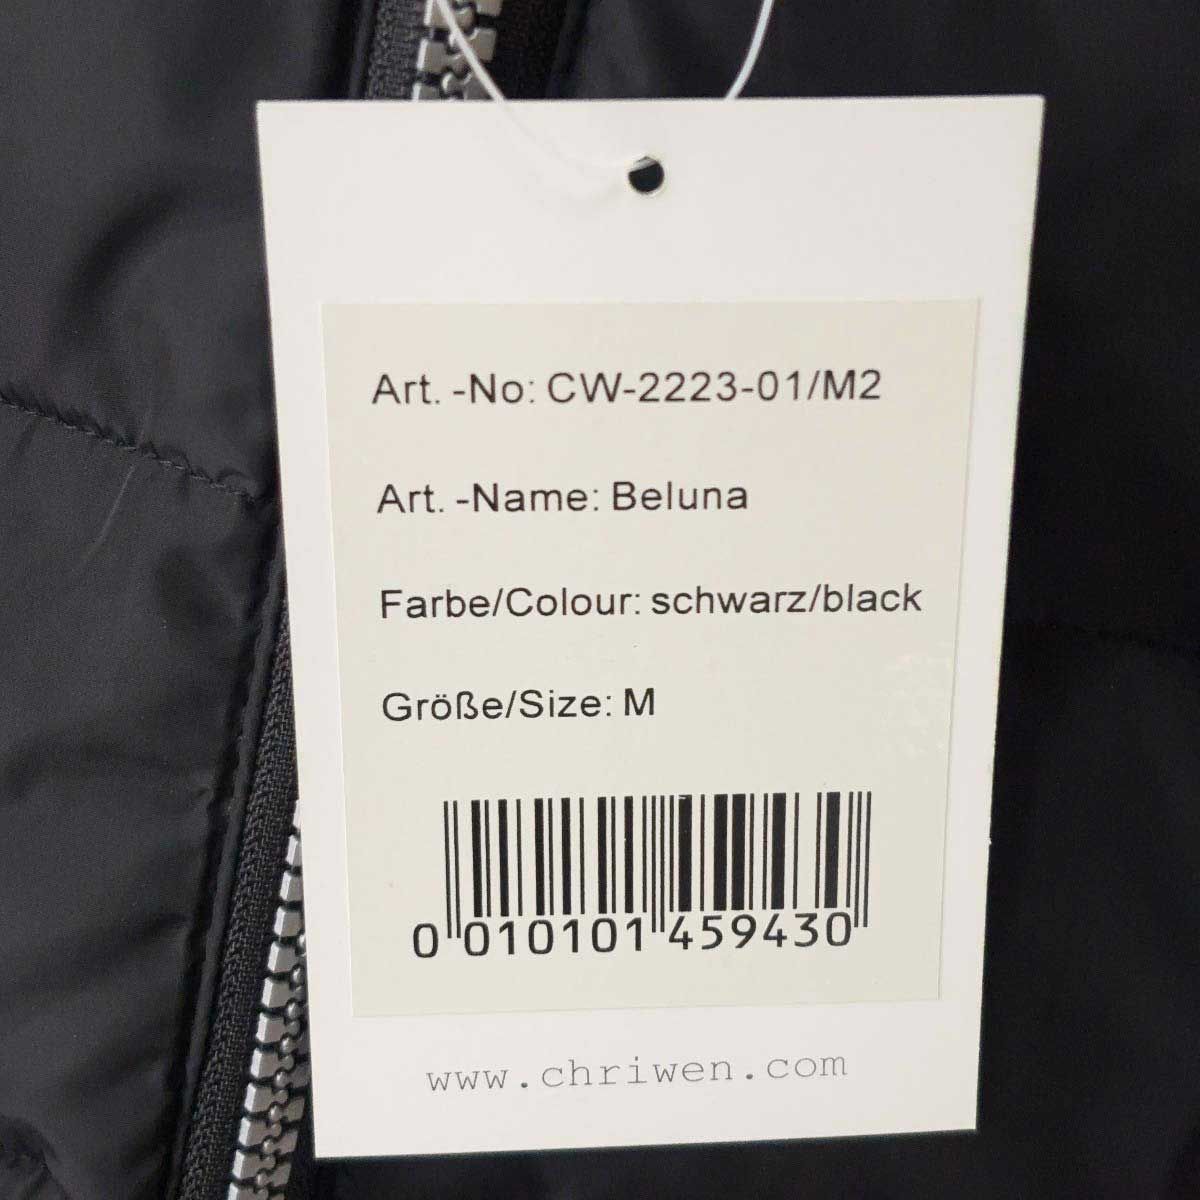 Art. -No: CW-2223-01/M2
Art. -Name: Beluna
Farbe/Colour: schwarz/black
Größe/Size: M
0 010101 459430
www.chriwen.com